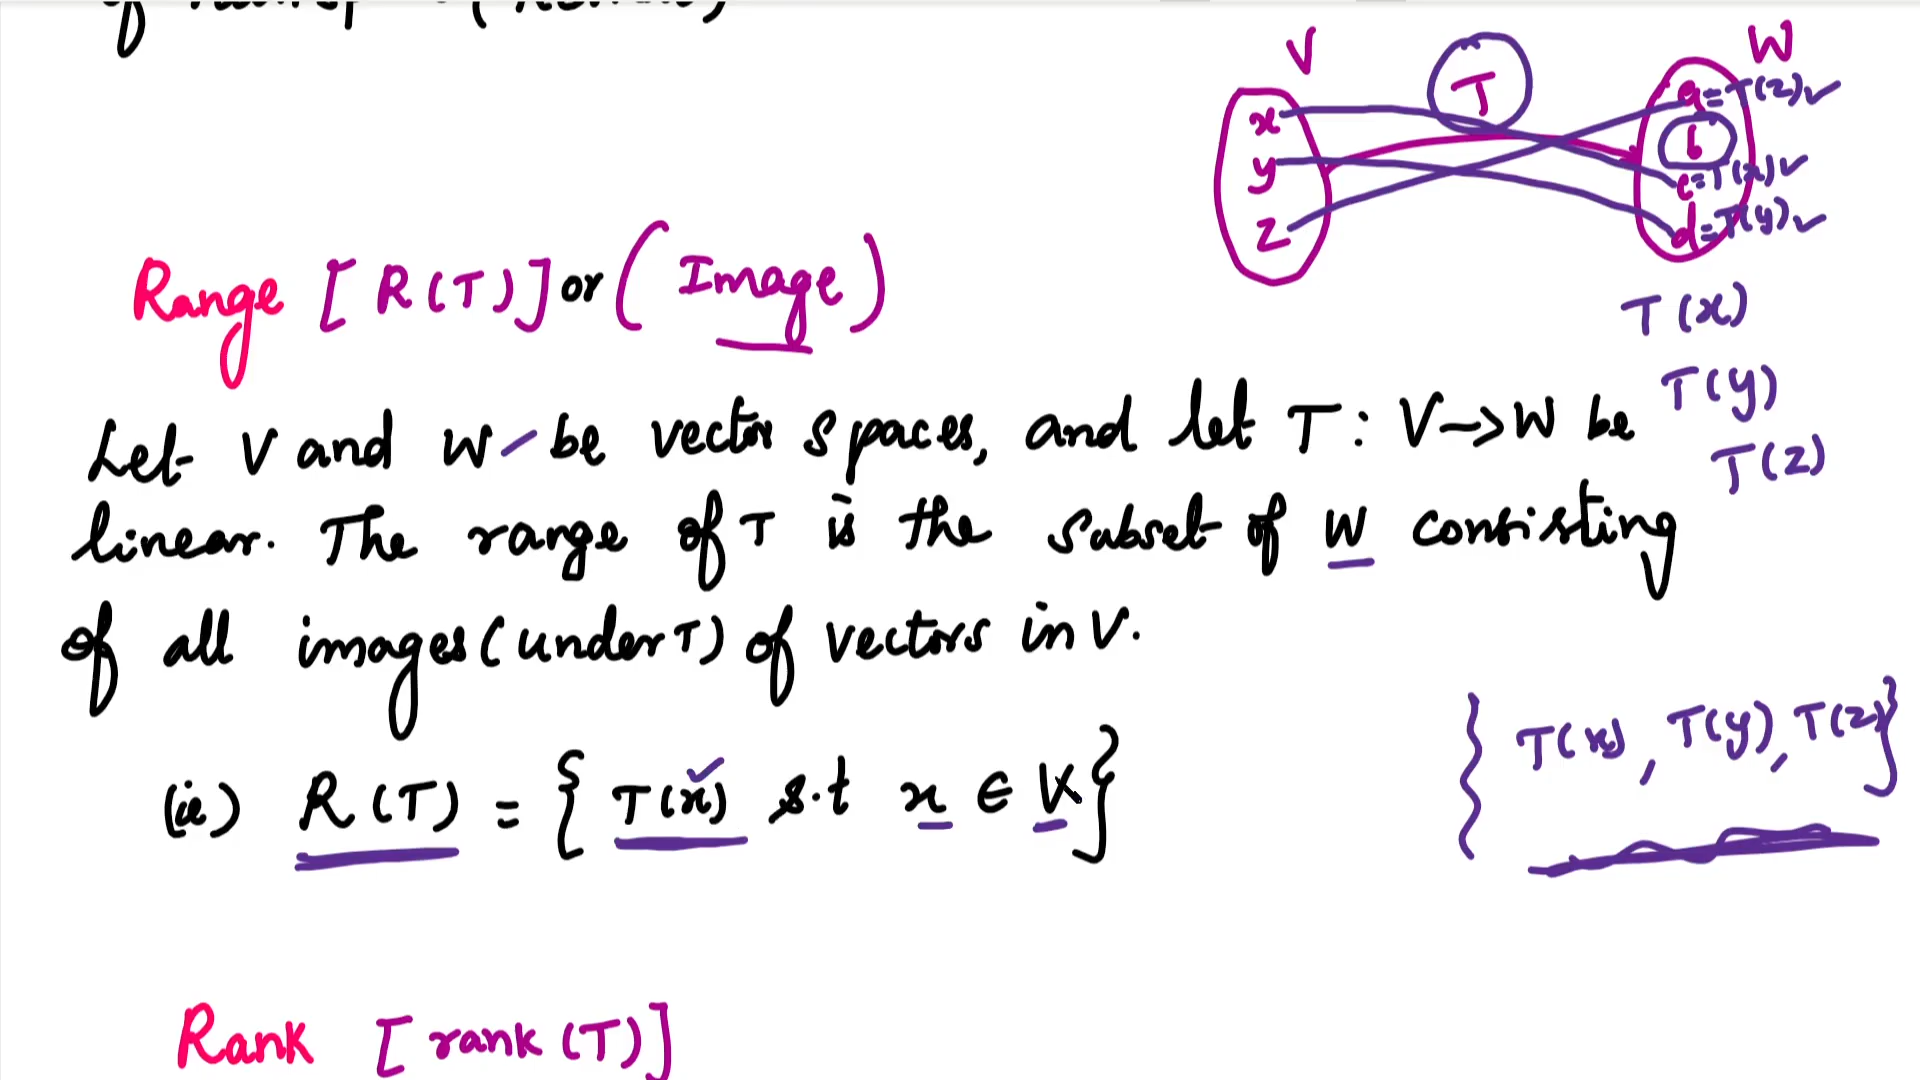 V T W
x
y
z
a = T(z) ✓
b
c = T(x) ✓
d = T(y) ✓
Range [R(T)] or (Image)
T(x)
T(y)
T(z)
Let V and W be vector spaces, and let T : V → W be
linear. The range of T is the subset of W consisting
of all images (under T) of vectors in V.
(ie) R(T) = { T(x) s.t x ∈ V }
{ T(x), T(y), T(z) }
Rank [rank (T)]